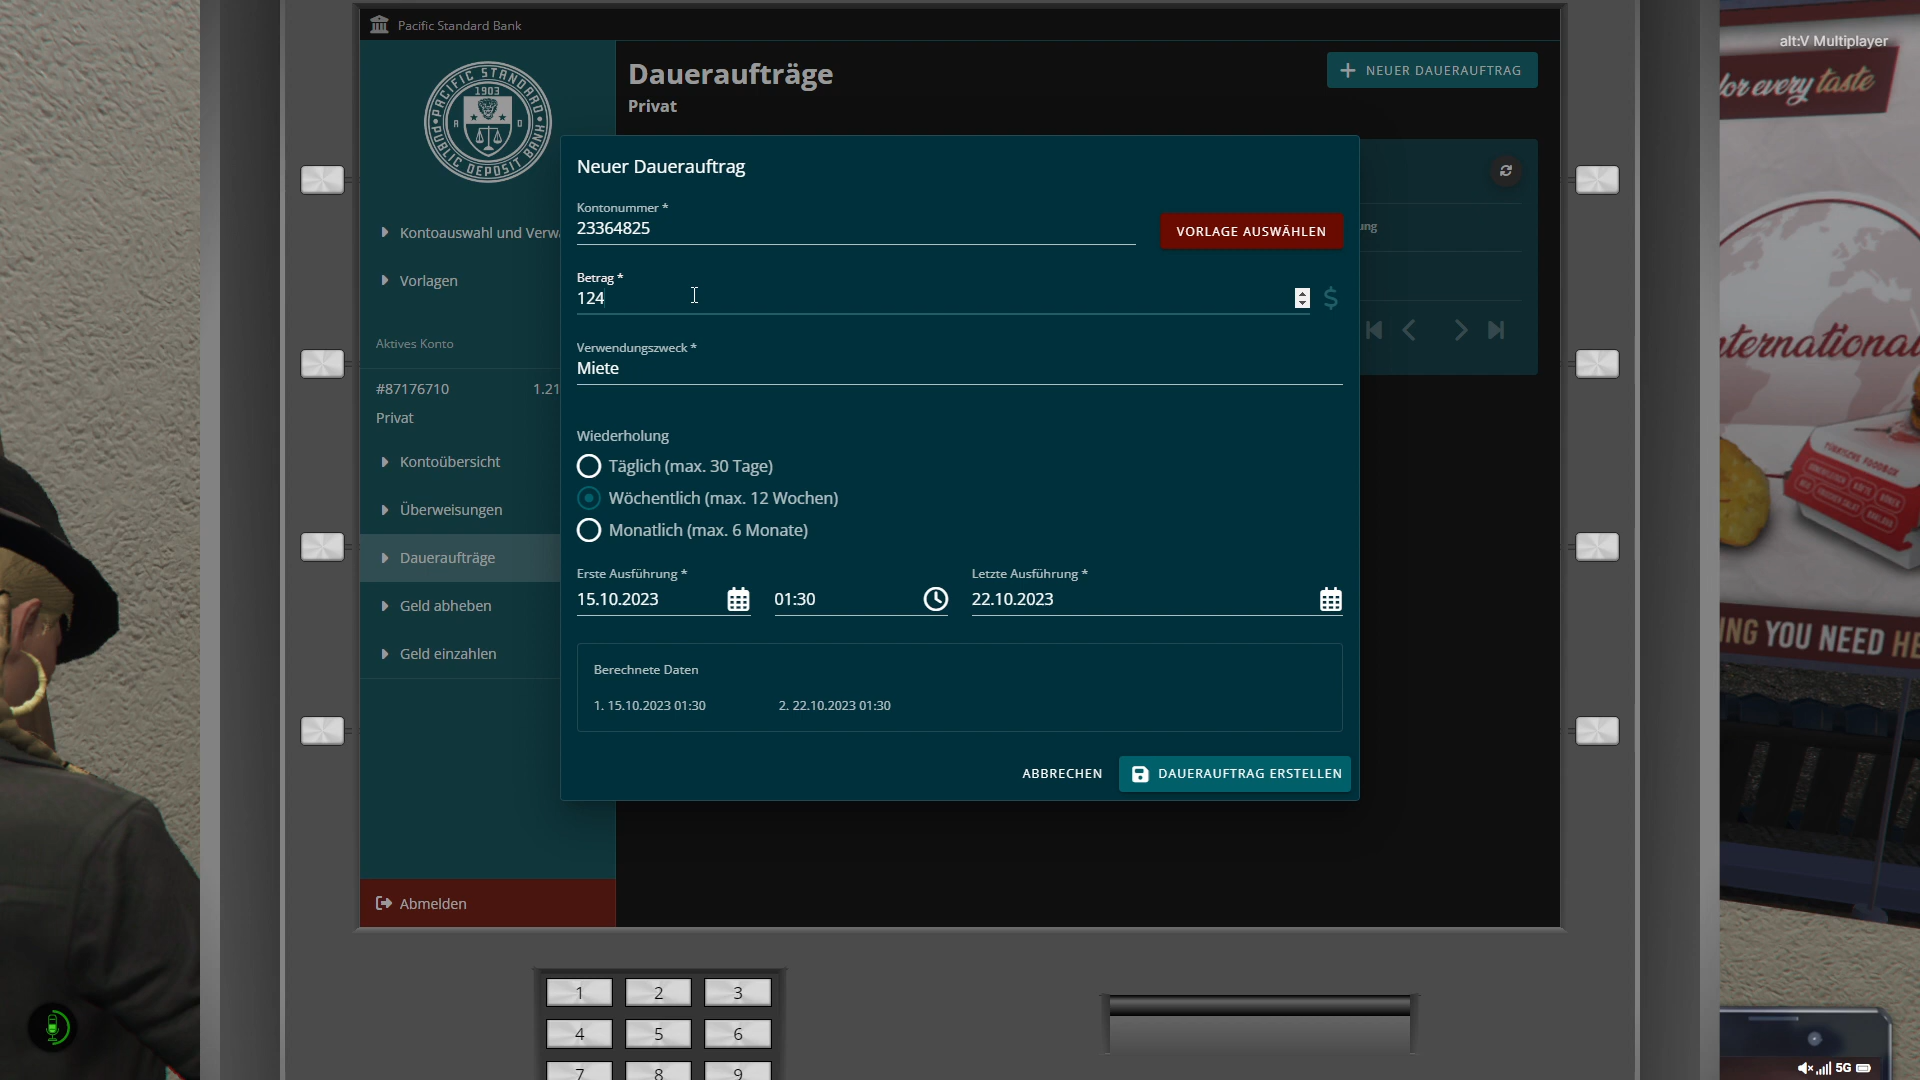 Pacific Standard Bank
alt:V Multiplayer
PACIFIC STANDARD
1903
A D
PUBLIC DEPOSIT BANK
Daueraufträge
Privat
NEUER DAUERAUFTRAG
for every taste
Neuer Dauerauftrag
Kontonummer *
23364825
VORLAGE AUSWÄHLEN
ung
Kontoauswahl und Verw
Betrag *
124
$
Vorlagen
Verwendungszweck *
Miete
Aktives Konto
#87176710 1.21
Privat
nternational
Wiederholung
Täglich (max. 30 Tage)
Wöchentlich (max. 12 Wochen)
Monatlich (max. 6 Monate)
Kontoübersicht
Überweisungen
Daueraufträge
Geld abheben
Geld einzahlen
Erste Ausführung *
15.10.2023
01:30
Letzte Ausführung *
22.10.2023
ING YOU NEED HE
Berechnete Daten
1. 15.10.2023 01:30
2. 22.10.2023 01:30
ABBRECHEN
DAUERAUFTRAG ERSTELLEN
Abmelden
1 2 3
4 5 6
7 8 9
5G